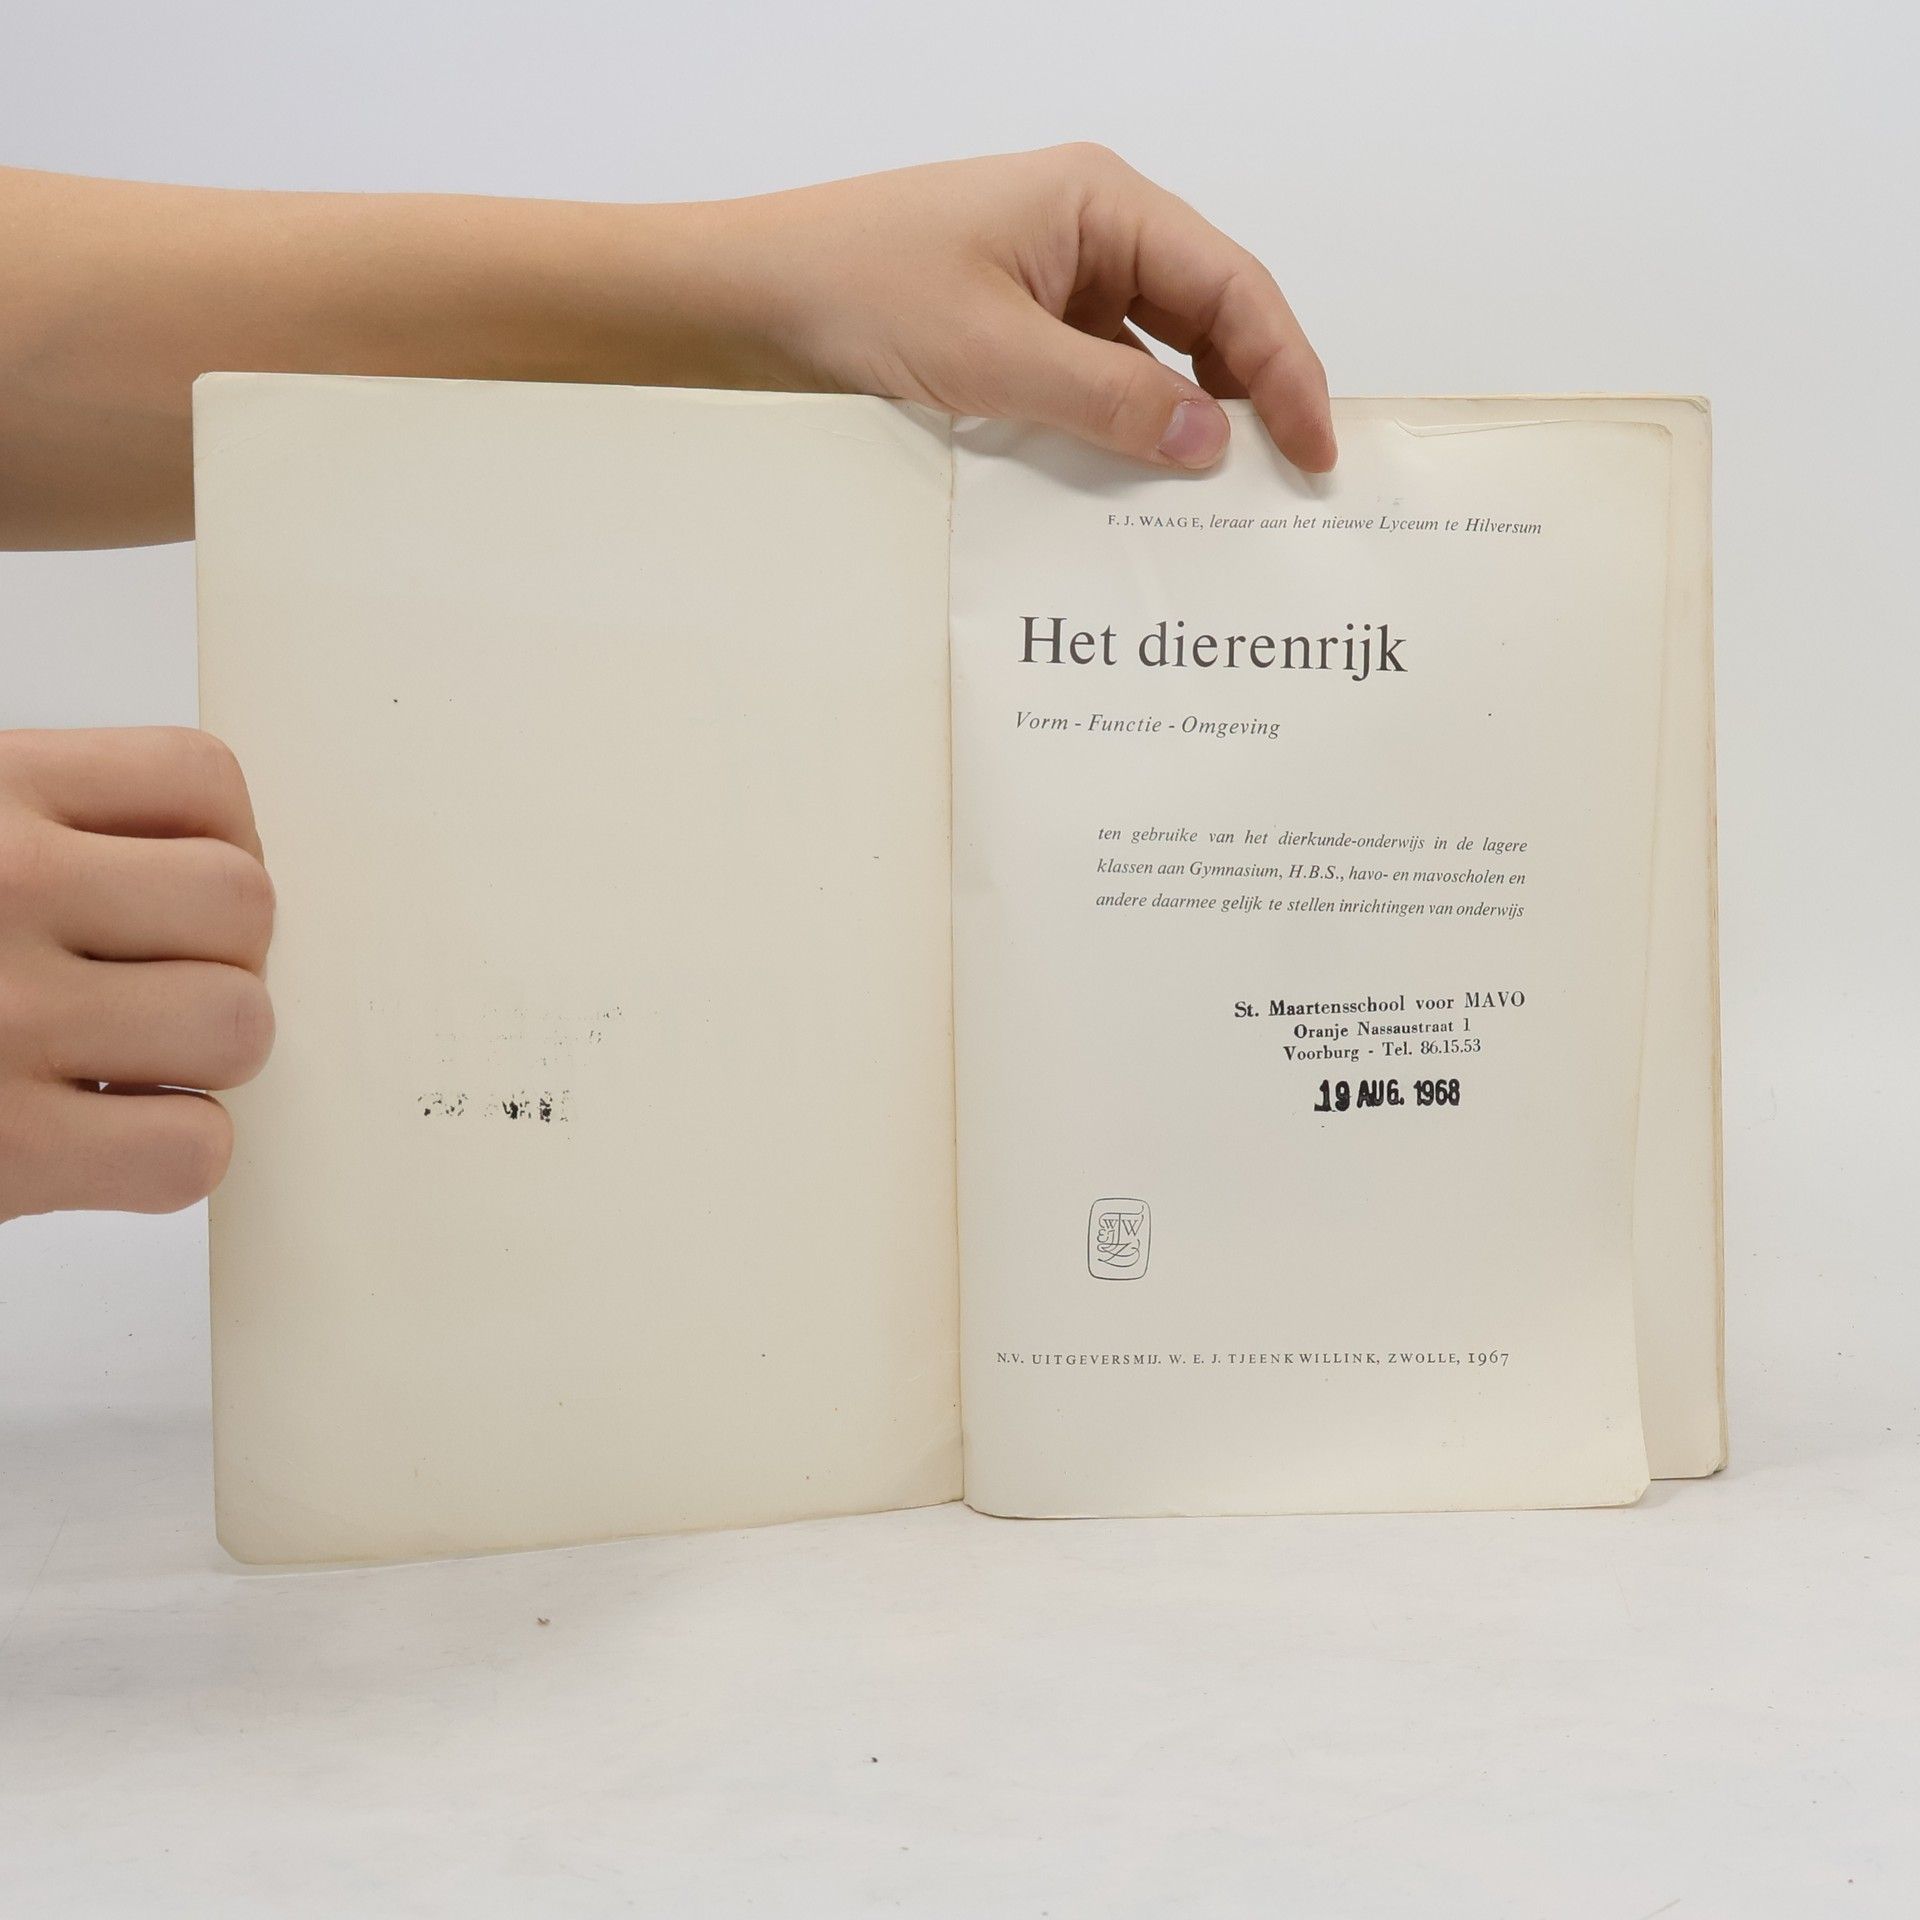 F. J. WAAGE, leraar aan het nieuwe Lyceum te Hilversum
Het dierenrijk
Vorm - Functie - Omgeving
ten gebruike van het dierkunde-onderwijs in de lagere
klassen aan Gymnasium, H.B.S., havo- en mavoscholen en
andere daarmee gelijk te stellen inrichtingen van onderwijs
St. Maartensschool voor MAVO
Oranje Nassaustraat 1
Voorburg - Tel. 86.15.53
19 AUG. 1968
N.V. UITGEVERSMIJ. W. E. J. TJEENK WILLINK, ZWOLLE, 1967